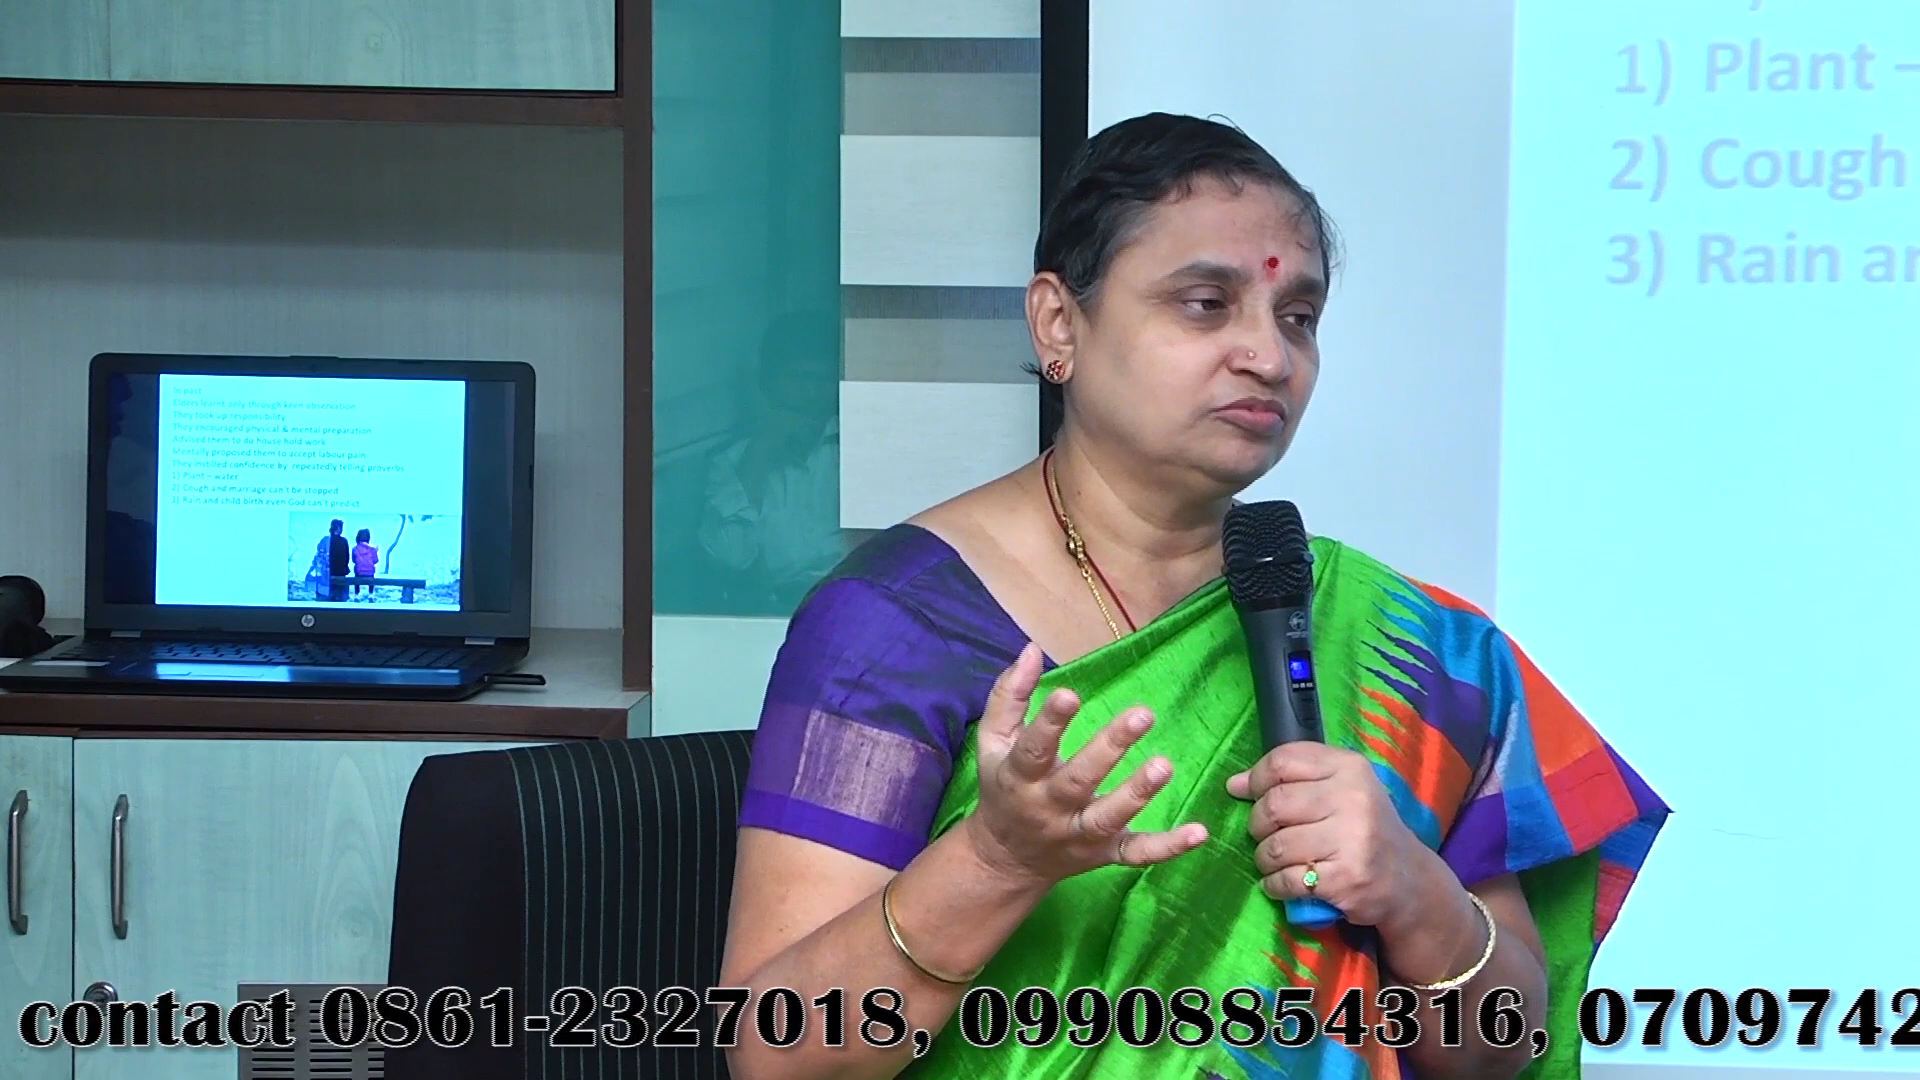 Impact
Elders learnt only through keen observation
They took up responsibility
They encouraged physical & mental preparation
Advised them to do house hold work
Mentally proposed them to accept labour pain
They instilled confidence by repeatedly telling proverbs
1) Plant – water
2) Cough and marriage can't be stopped
3) Rain and child birth even God can't predict
hp
1) Plant –
2) Cough
3) Rain an
contact 0861-2327018, 09908854316, 0709742